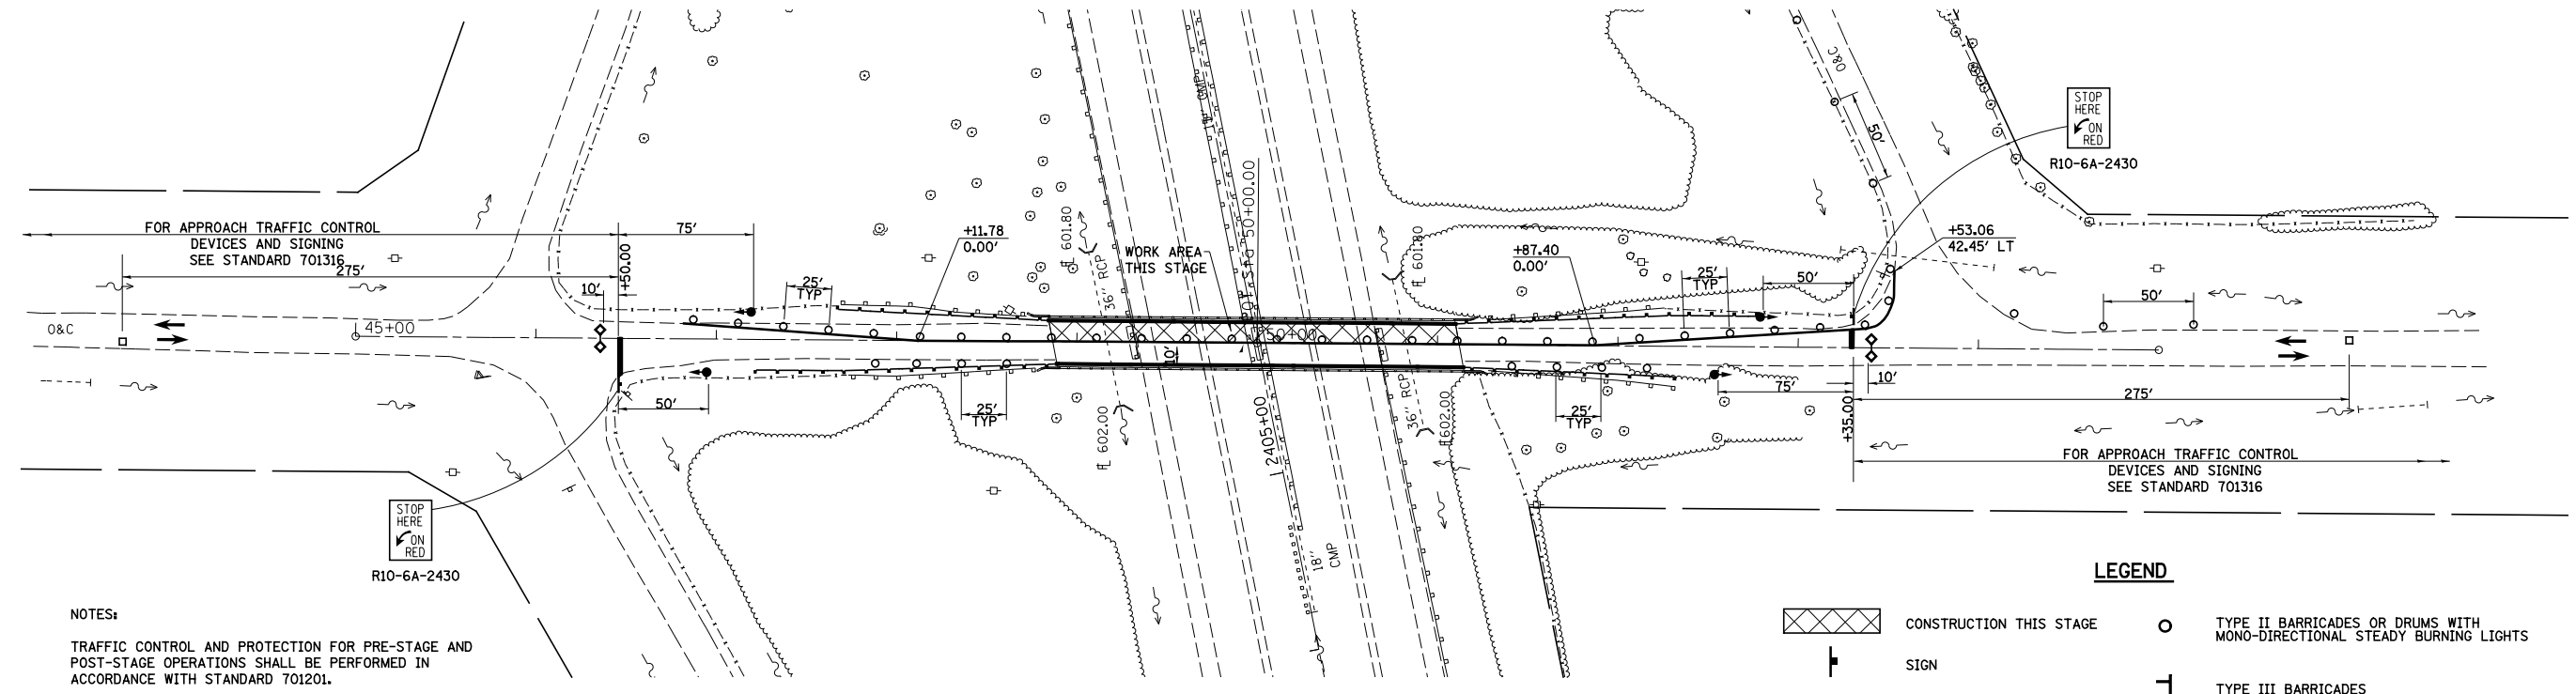 FOR APPROACH TRAFFIC CONTROL
DEVICES AND SIGNING
SEE STANDARD 701316
275'
75'
+50.00
10'
O&C
45+00
50'
25'
TYP
+11.78
0.00'
25'
TYP
STOP
HERE
ON
RED
R10-6A-2430
FL 601.80
36" RCP
WORK AREA
THIS STAGE
CMP
50+00.00
50+00
10'
FL 601.80
FL 602.00
2405+00
36" RCP
FL 602.00
18"
CMP
+87.40
0.00'
25'
TYP
50'
25'
TYP
O&C
50'
STOP
HERE
ON
RED
R10-6A-2430
+53.06
42.45' LT
50'
75'
10'
+35.00
275'
FOR APPROACH TRAFFIC CONTROL
DEVICES AND SIGNING
SEE STANDARD 701316
NOTES:
TRAFFIC CONTROL AND PROTECTION FOR PRE-STAGE AND
POST-STAGE OPERATIONS SHALL BE PERFORMED IN
ACCORDANCE WITH STANDARD 701201.
LEGEND
CONSTRUCTION THIS STAGE
SIGN
TYPE II BARRICADES OR DRUMS WITH
MONO-DIRECTIONAL STEADY BURNING LIGHTS
TYPE III BARRICADES